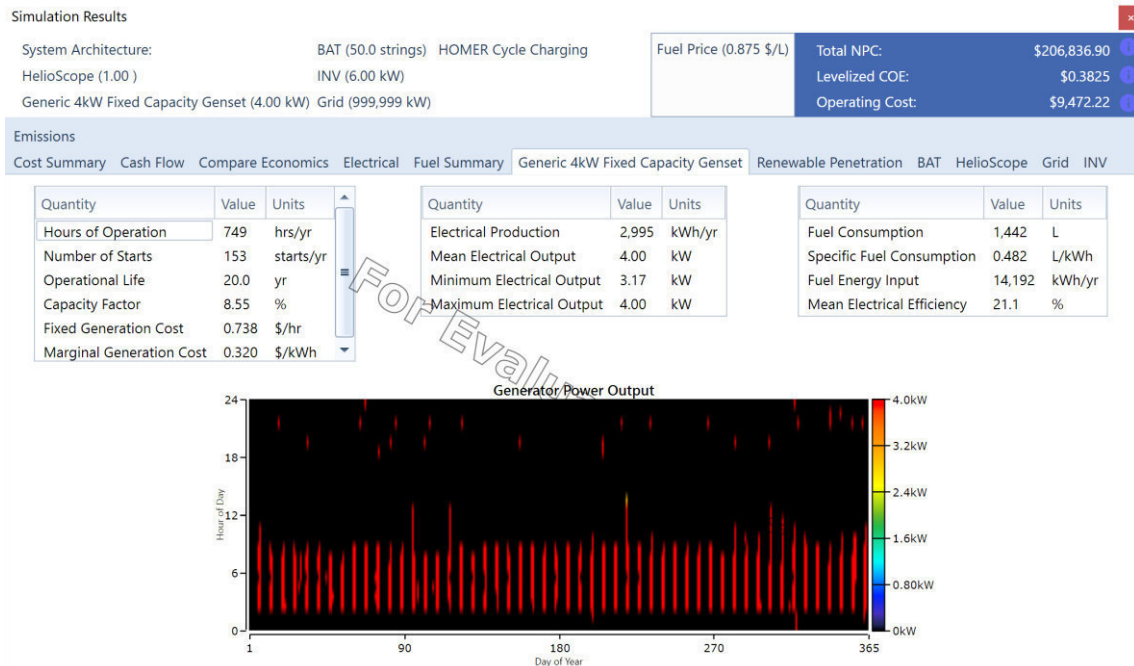 Simulation Results
×
System Architecture:
HelioScope (1.00 )
Generic 4kW Fixed Capacity Genset (4.00 kW)
BAT (50.0 strings)
INV (6.00 kW)
Grid (999,999 kW)
HOMER Cycle Charging
Fuel Price (0.875 $/L)
Total NPC: $206,836.90
Levelized COE: $0.3825
Operating Cost: $9,472.22
Emissions
Cost Summary Cash Flow Compare Economics Electrical Fuel Summary Generic 4kW Fixed Capacity Genset Renewable Penetration BAT HelioScope Grid INV
Quantity Value Units
Hours of Operation 749 hrs/yr
Number of Starts 153 starts/yr
Operational Life 20.0 yr
Capacity Factor 8.55 %
Fixed Generation Cost 0.738 $/hr
Marginal Generation Cost 0.320 $/kWh
Quantity Value Units
Electrical Production 2,995 kWh/yr
Mean Electrical Output 4.00 kW
Minimum Electrical Output 3.17 kW
Maximum Electrical Output 4.00 kW
Quantity Value Units
Fuel Consumption 1,442 L
Specific Fuel Consumption 0.482 L/kWh
Fuel Energy Input 14,192 kWh/yr
Mean Electrical Efficiency 21.1 %
For Evalua
Generator Power Output
Hour of Day
24
18
12
6
0
1 90 180 270 365
Day of Year
4.0kW
3.2kW
2.4kW
1.6kW
0.80kW
0kW